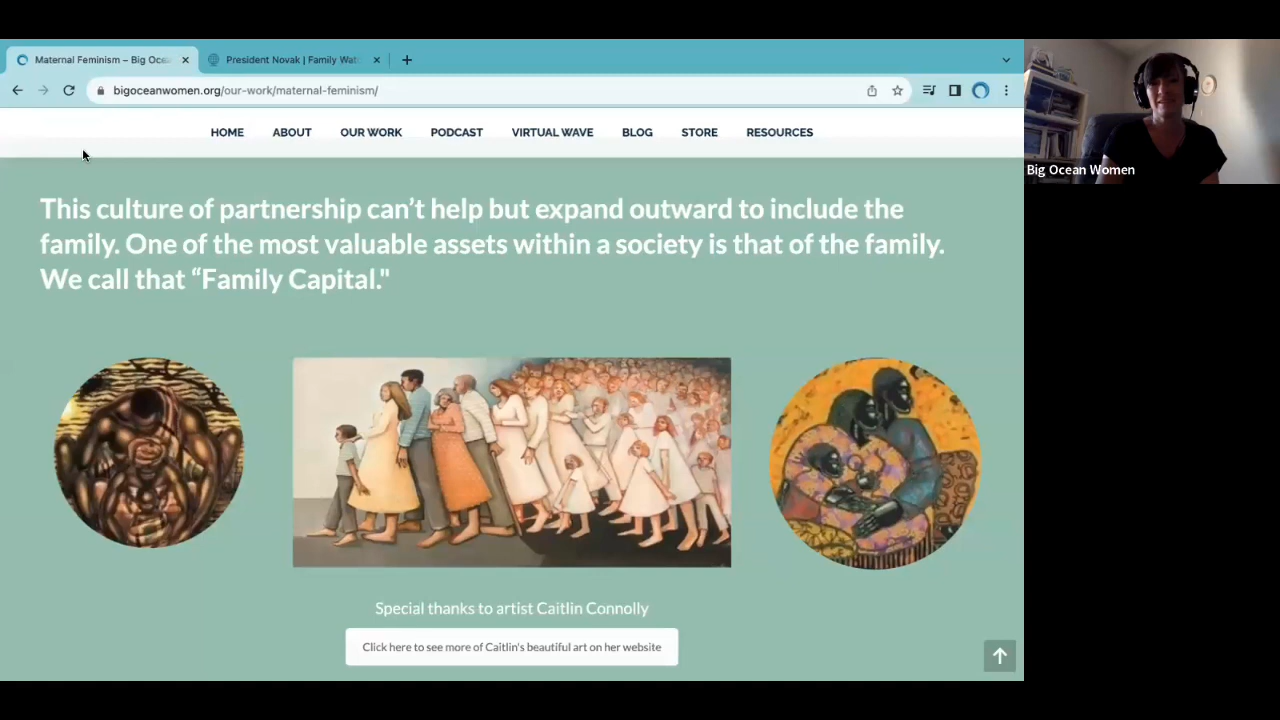 Maternal Feminism – Big Ocea
President Novak | Family Wat
bigoceanwomen.org/our-work/maternal-feminism/
HOME ABOUT OUR WORK PODCAST VIRTUAL WAVE BLOG STORE RESOURCES
Big Ocean Women
This culture of partnership can’t help but expand outward to include the
family. One of the most valuable assets within a society is that of the family.
We call that “Family Capital."
Special thanks to artist Caitlin Connolly
Click here to see more of Caitlin's beautiful art on her website